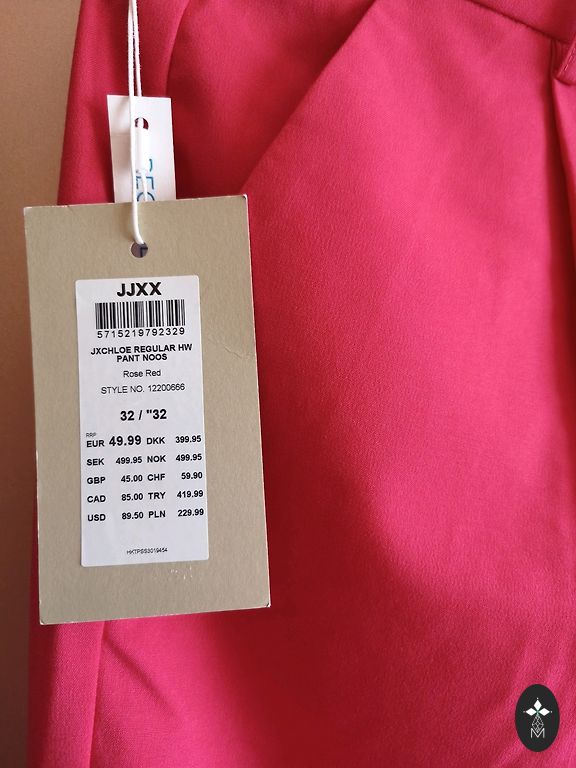 REC
JJXX
5715219792329
JXCHLOE REGULAR HW
PANT NOOS
Rose Red
STYLE NO. 12200666
32 / "32
RRP
EUR 49.99 DKK 399.95
SEK 499.95 NOK 499.95
GBP 45.00 CHF 59.90
CAD 85.00 TRY 419.99
USD 89.50 PLN 229.99
HKTPSS3019454
M